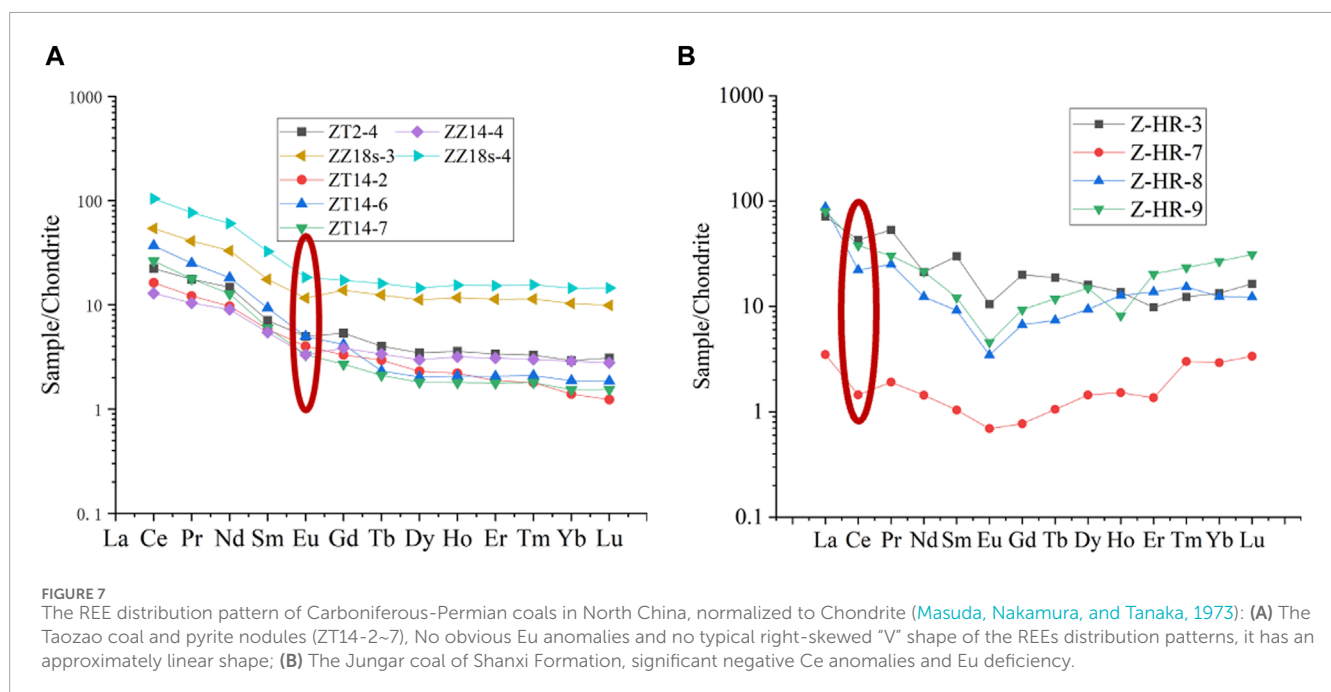 A
1000
100
10
1
0.1
Sample/Chondrite
ZT2-4
ZZ14-4
ZZ18s-3
ZZ18s-4
ZT14-2
ZT14-6
ZT14-7
La Ce Pr Nd Sm Eu Gd Tb Dy Ho Er Tm Yb Lu
B
1000
100
10
1
0.1
Sample/Chondrite
Z-HR-3
Z-HR-7
Z-HR-8
Z-HR-9
La Ce Pr Nd Sm Eu Gd Tb Dy Ho Er Tm Yb Lu
FIGURE 7
The REE distribution pattern of Carboniferous-Permian coals in North China, normalized to Chondrite (Masuda, Nakamura, and Tanaka, 1973): (A) The
Taozao coal and pyrite nodules (ZT14-2~7), No obvious Eu anomalies and no typical right-skewed “V” shape of the REEs distribution patterns, it has an
approximately linear shape; (B) The Jungar coal of Shanxi Formation, significant negative Ce anomalies and Eu deficiency.